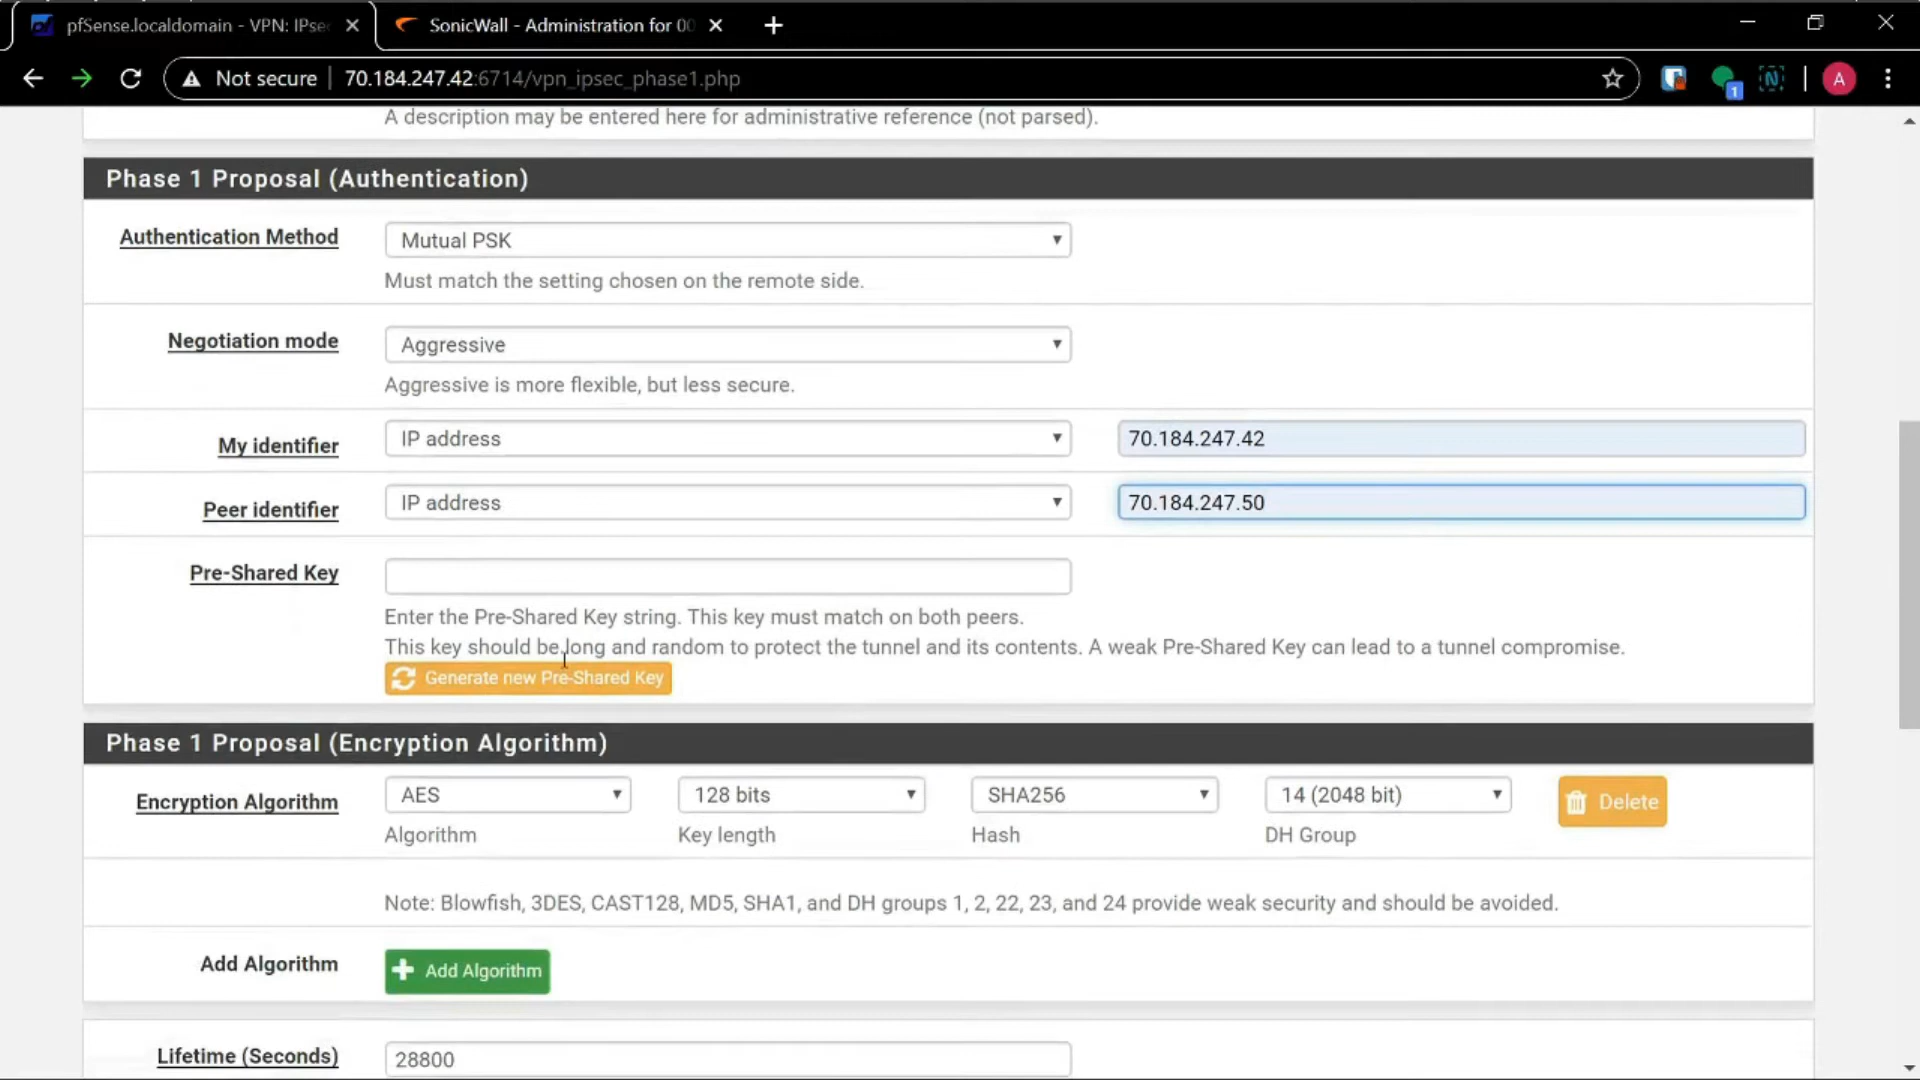 pfSense.localdomain - VPN: IPse
SonicWall - Administration for 00
Not secure
70.184.247.42:6714/vpn_ipsec_phase1.php
1
A
A description may be entered here for administrative reference (not parsed).
Phase 1 Proposal (Authentication)
Authentication Method
Mutual PSK
Must match the setting chosen on the remote side.
Negotiation mode
Aggressive
Aggressive is more flexible, but less secure.
My identifier
IP address
70.184.247.42
Peer identifier
IP address
70.184.247.50
Pre-Shared Key
Enter the Pre-Shared Key string. This key must match on both peers.
This key should be long and random to protect the tunnel and its contents. A weak Pre-Shared Key can lead to a tunnel compromise.
Generate new Pre-Shared Key
Phase 1 Proposal (Encryption Algorithm)
Encryption Algorithm
AES
128 bits
SHA256
14 (2048 bit)
Delete
Algorithm
Key length
Hash
DH Group
Note: Blowfish, 3DES, CAST128, MD5, SHA1, and DH groups 1, 2, 22, 23, and 24 provide weak security and should be avoided.
Add Algorithm
Add Algorithm
Lifetime (Seconds)
28800